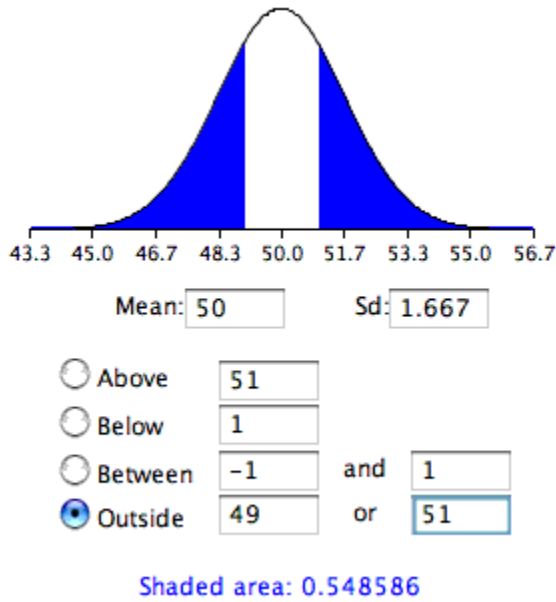 43.3 45.0 46.7 48.3 50.0 51.7 53.3 55.0 56.7
Mean: 50 Sd: 1.667
Above 51
Below 1
Between -1 and 1
Outside 49 or 51
Shaded area: 0.548586